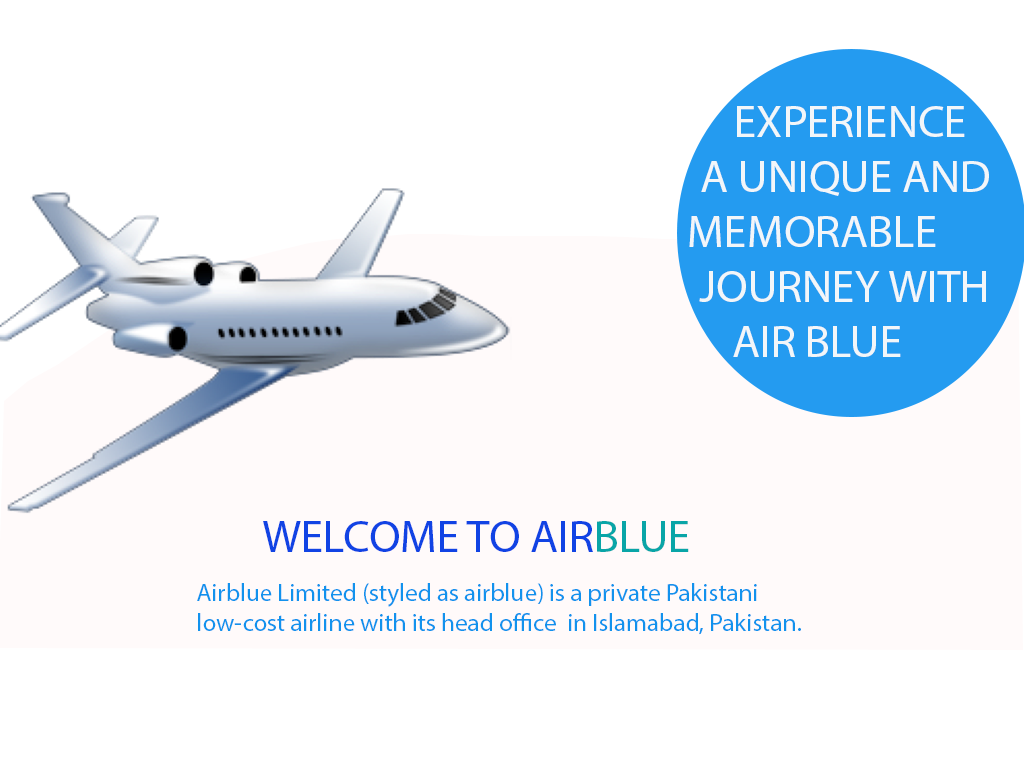 EXPERIENCE
A UNIQUE AND
MEMORABLE
JOURNEY WITH
AIR BLUE
WELCOME TO AIRBLUE
Airblue Limited (styled as airblue) is a private Pakistani
low-cost airline with its head office in Islamabad, Pakistan.